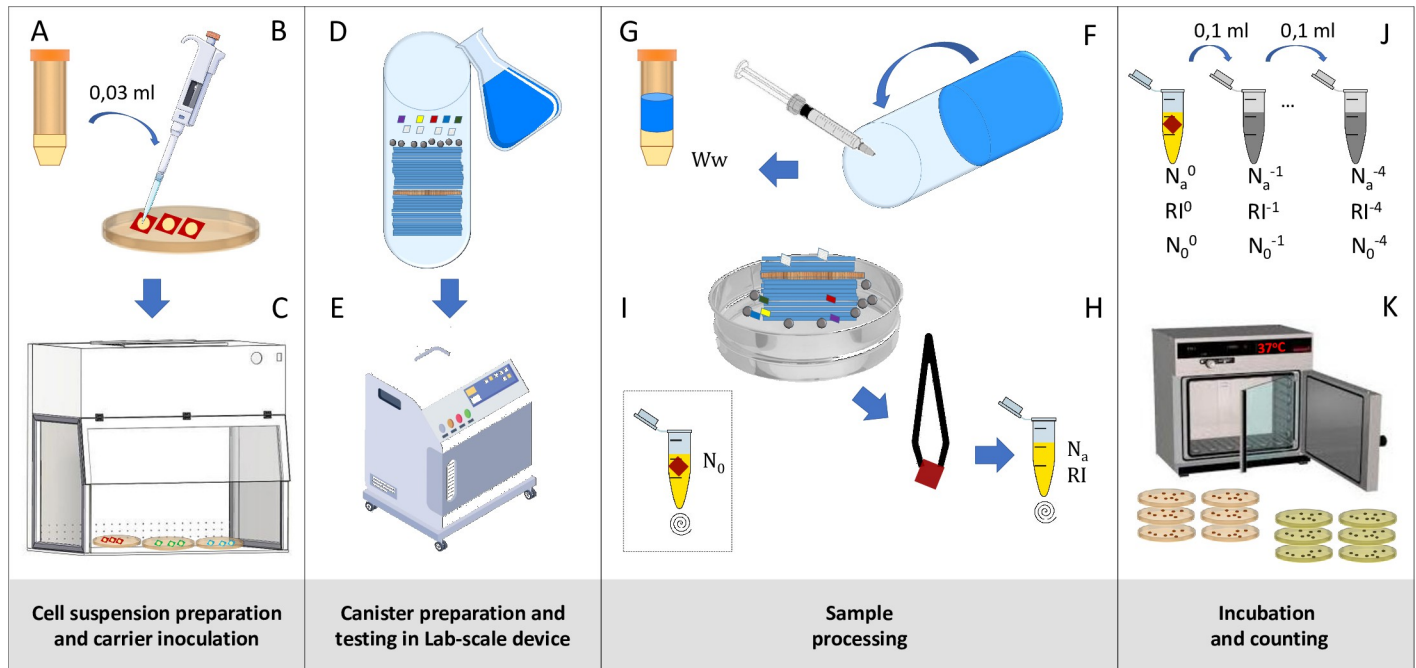 A
B
0,03 ml
C
Cell suspension preparation
and carrier inoculation
D
E
Canister preparation and
testing in Lab-scale device
G
F
Ww
I
H
N₀
Nₐ
RI
Sample
processing
J
0,1 ml 0,1 ml
...
Nₐ⁰ Nₐ⁻¹ Nₐ⁻⁴
RI⁰ RI⁻¹ RI⁻⁴
N₀⁰ N₀⁻¹ N₀⁻⁴
K
37°C
Incubation
and counting